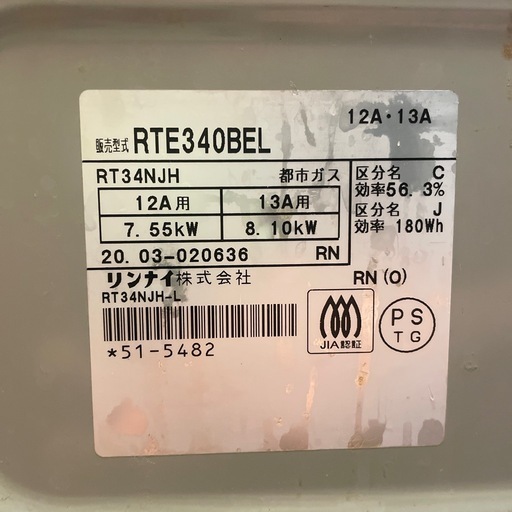 12A・13A
販売型式 RTE340BEL
RT34NJH 都市ガス
12A用 13A用
7.55kW 8.10kW
区分名 C
効率56.3%
区分名 J
効率 180Wh
20.03-020636 RN
リンナイ株式会社 RN(O)
RT34NJH-L
*51-5482
JIA認証
PS
TG